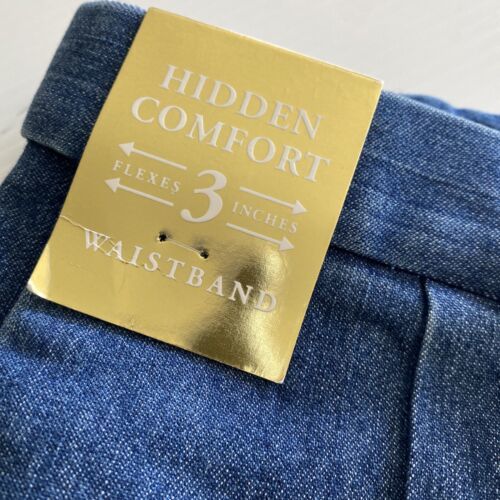 HIDDEN
COMFORT
FLEXES 3 INCHES
WAISTBAND